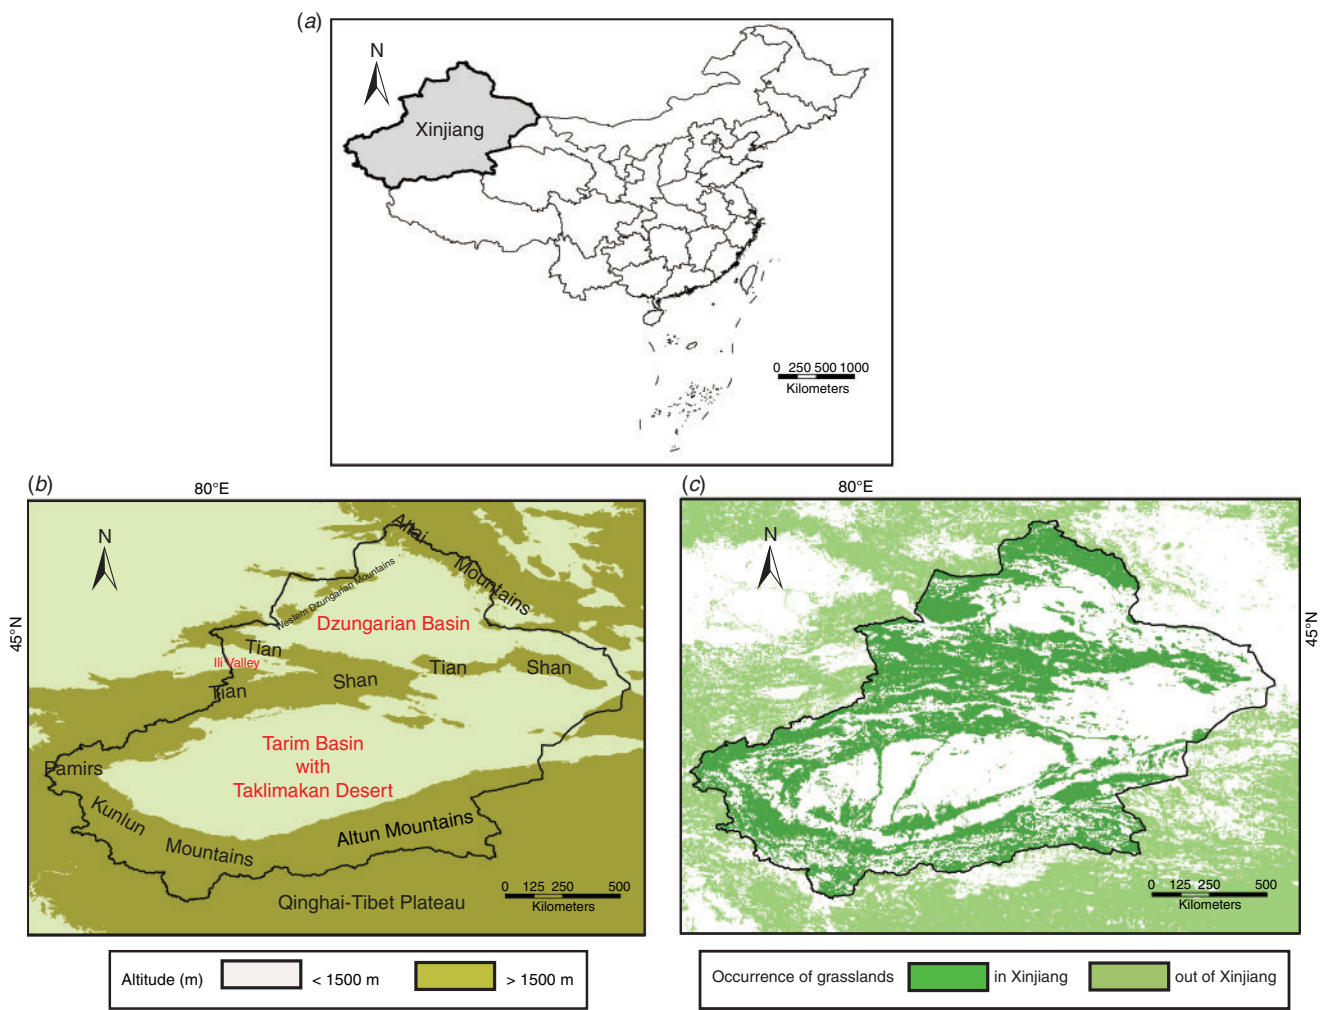 (a)
N
Xinjiang
0 250 500 1000
Kilometers
(b)
80°E
N
45°N
Altai
Mountains
Western Dzungarian Mountains
Dzungarian Basin
Tian
Ili Valley
Tian
Shan
Tian
Shan
Tarim Basin
with
Taklimakan Desert
Pamirs
Kunlun
Mountains
Altun Mountains
Qinghai-Tibet Plateau
0 125 250 500
Kilometers
Altitude (m)
< 1500 m
> 1500 m
(c)
80°E
N
45°N
0 125 250 500
Kilometers
Occurrence of grasslands
in Xinjiang
out of Xinjiang